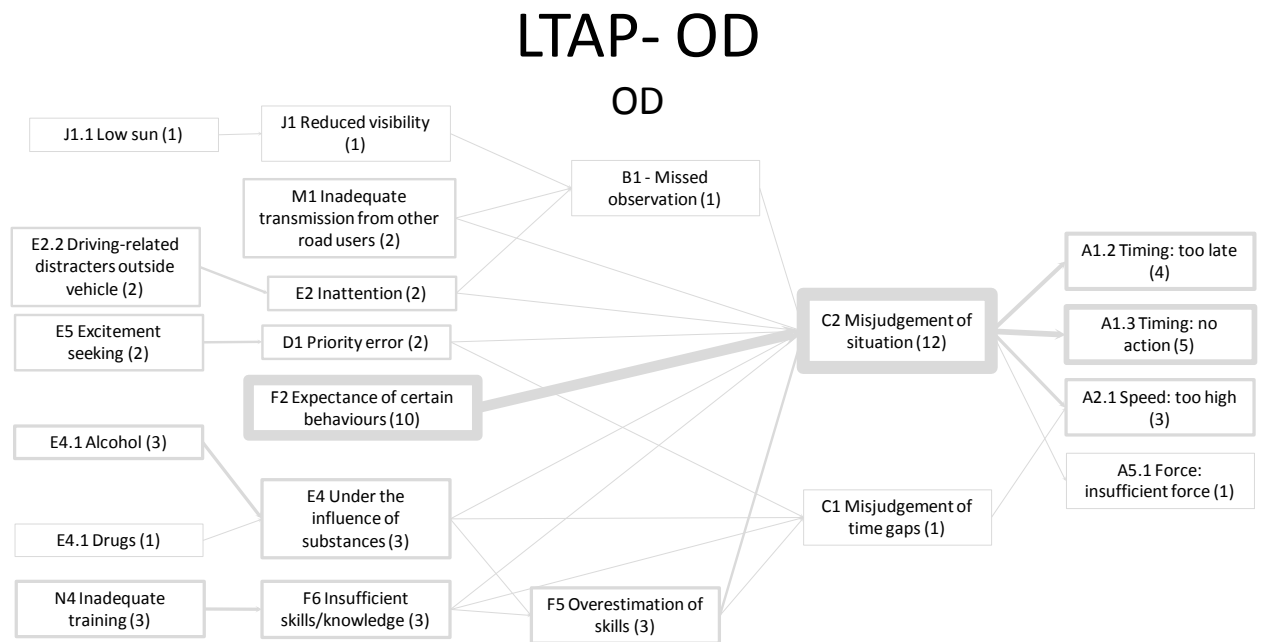 LTAP- OD
OD
J1.1 Low sun (1)
J1 Reduced visibility
(1)
B1 - Missed
observation (1)
M1 Inadequate
transmission from other
road users (2)
E2.2 Driving-related
distracters outside
vehicle (2)
E2 Inattention (2)
E5 Excitement
seeking (2)
D1 Priority error (2)
F2 Expectance of certain
behaviours (10)
E4.1 Alcohol (3)
E4 Under the
influence of
substances (3)
E4.1 Drugs (1)
N4 Inadequate
training (3)
F6 Insufficient
skills/knowledge (3)
F5 Overestimation of
skills (3)
C2 Misjudgement of
situation (12)
C1 Misjudgement of
time gaps (1)
A1.2 Timing: too late
(4)
A1.3 Timing: no
action (5)
A2.1 Speed: too high
(3)
A5.1 Force:
insufficient force (1)